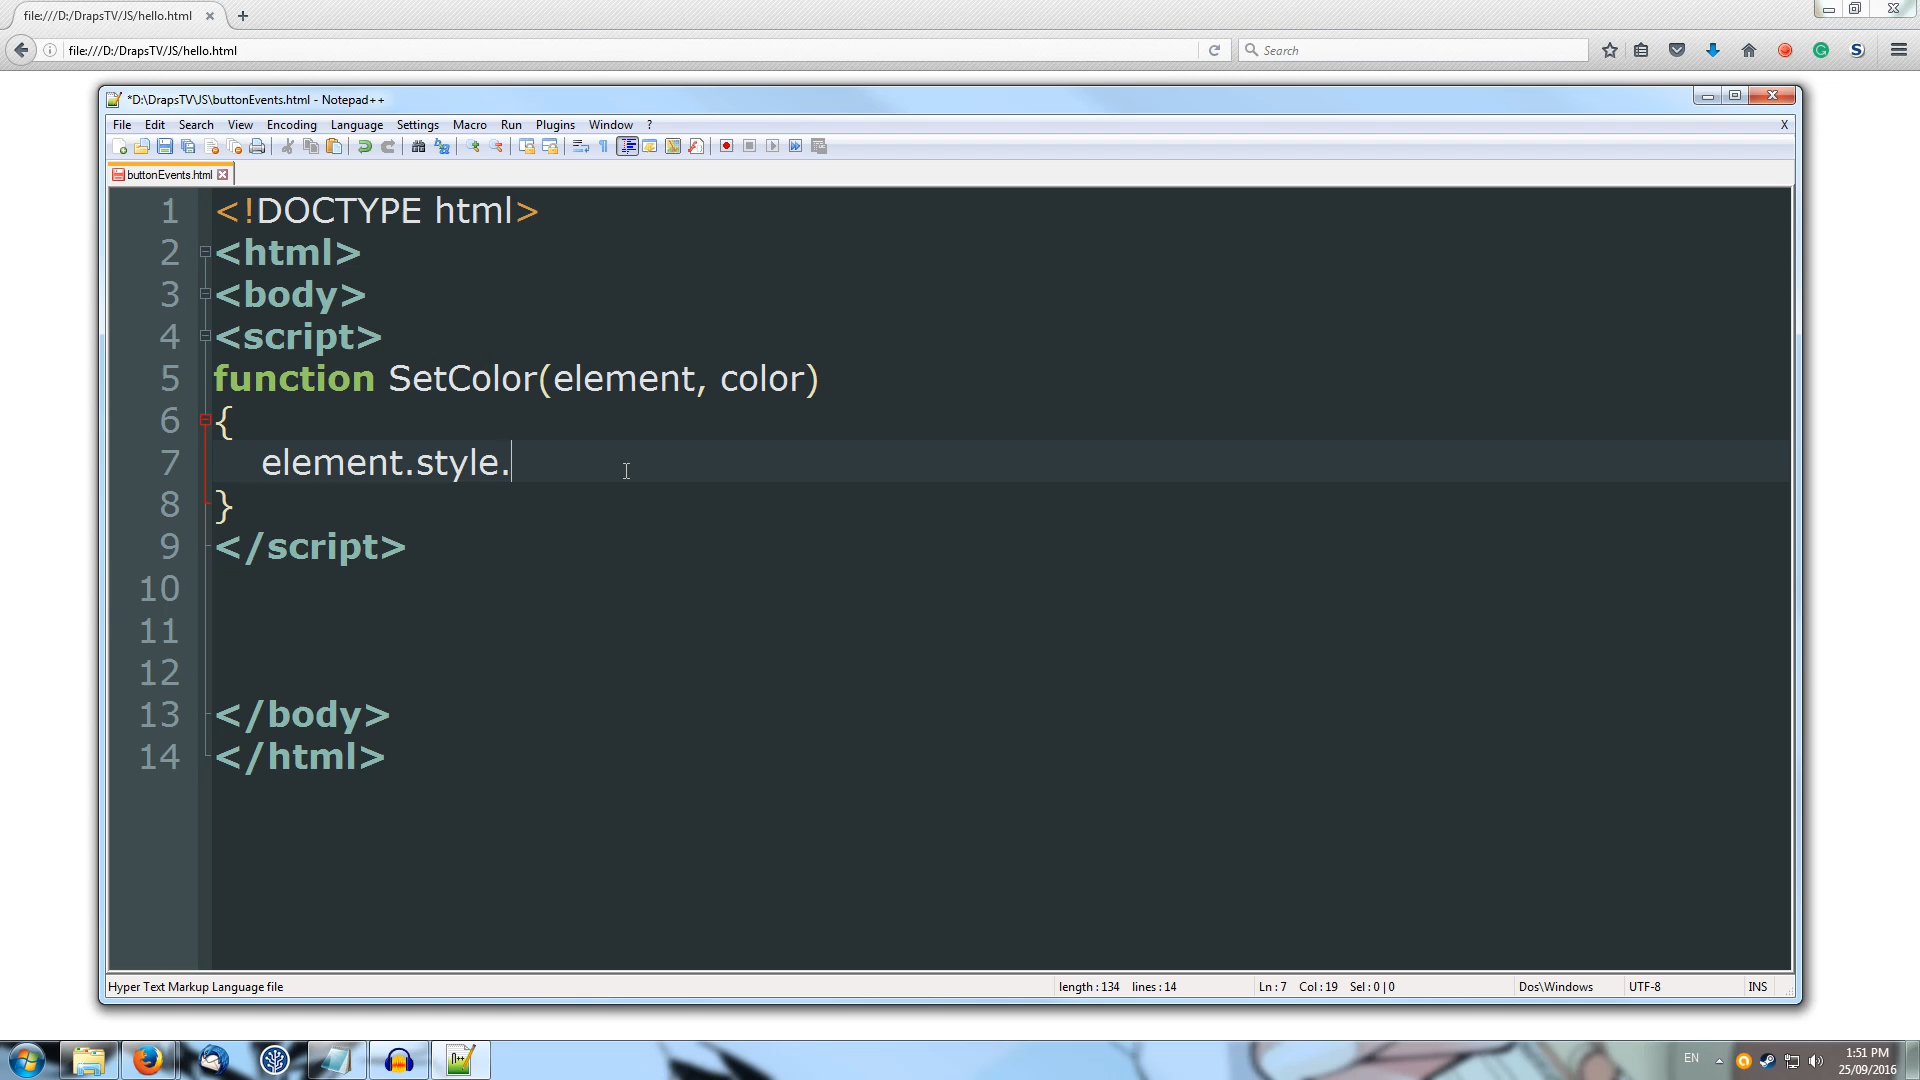 file:///D:/DrapsTV/JS/hello.html
file:///D:/DrapsTV/JS/hello.html
Search
*D:\DrapsTV\JS\buttonEvents.html - Notepad++
File Edit Search View Encoding Language Settings Macro Run Plugins Window ? X
buttonEvents.html
1 <!DOCTYPE html>
2 <html>
3 <body>
4 <script>
5 function SetColor(element, color)
6 {
7 element.style.
8 }
9 </script>
10
11
12
13 </body>
14 </html>
Hyper Text Markup Language file length : 134 lines : 14 Ln : 7 Col : 19 Sel : 0 | 0 Dos\Windows UTF-8 INS
EN 1:51 PM
25/09/2016